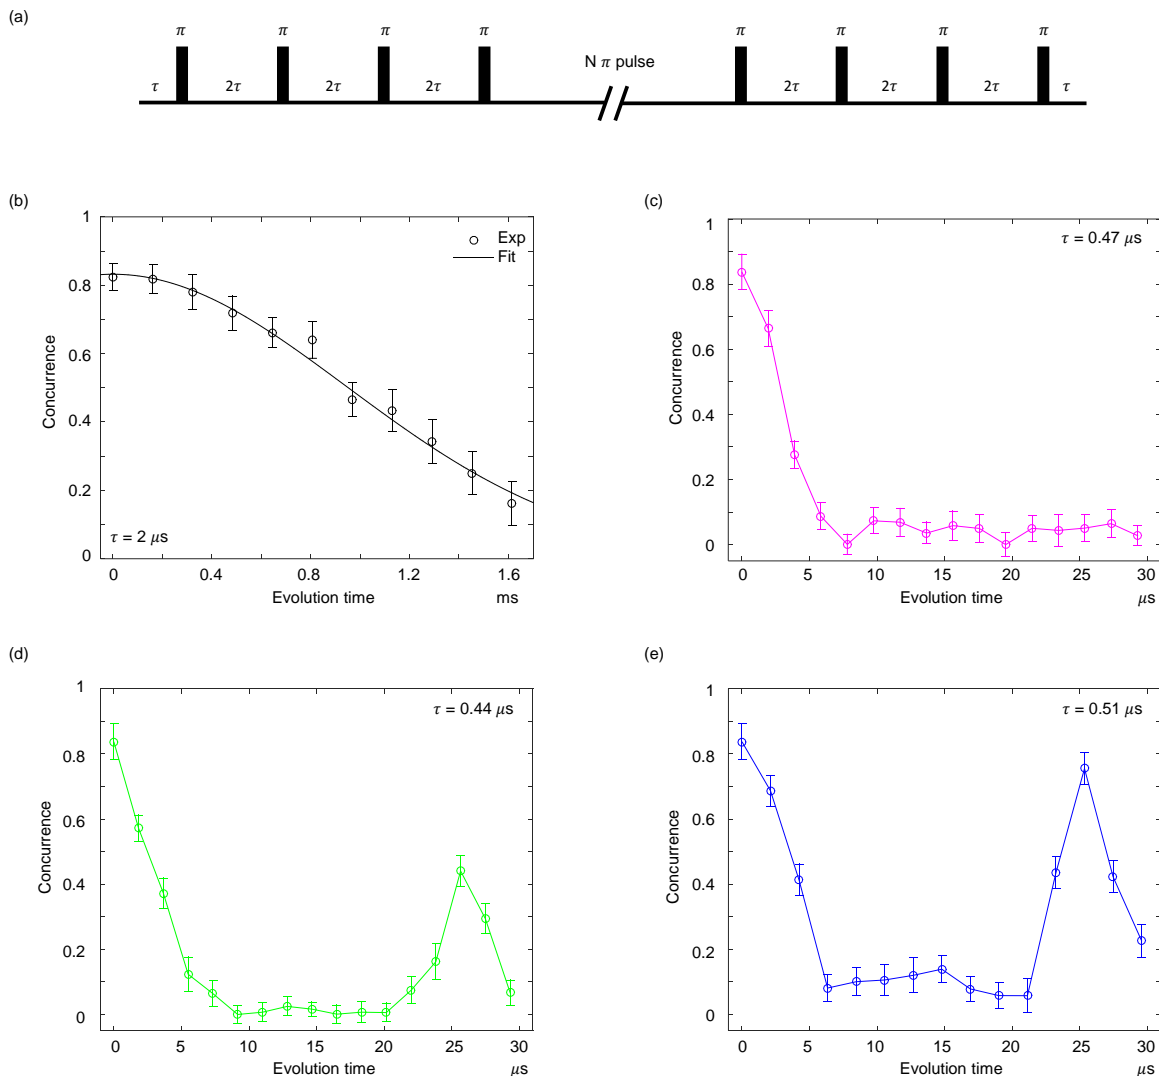 (a)
π π π π π π π π
N π pulse
τ 2τ 2τ 2τ 2τ 2τ 2τ τ
(b)
1
0.8
0.6
0.4
0.2
0
Concurrence
Exp
Fit
τ = 2 μs
0 0.4 0.8 1.2 1.6
Evolution time
ms
(c)
1
0.8
0.6
0.4
0.2
0
Concurrence
τ = 0.47 μs
0 5 10 15 20 25 30
Evolution time
μs
(d)
1
0.8
0.6
0.4
0.2
0
Concurrence
τ = 0.44 μs
0 5 10 15 20 25 30
Evolution time
μs
(e)
1
0.8
0.6
0.4
0.2
0
Concurrence
τ = 0.51 μs
0 5 10 15 20 25 30
Evolution time
μs